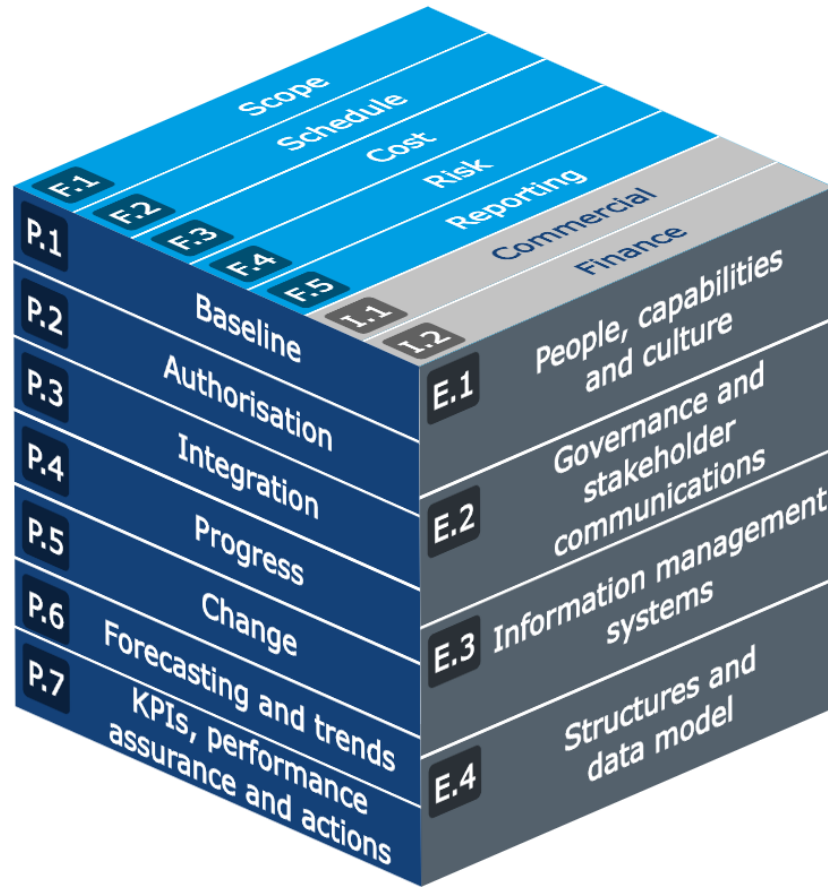 F.1 Scope
F.2 Schedule
F.3 Cost
F.4 Risk
F.5 Reporting
I.1 Commercial
I.2 Finance
P.1 Baseline
P.2 Authorisation
P.3 Integration
P.4 Progress
P.5 Change
P.6 Forecasting and trends
P.7 KPIs, performance
assurance and actions
E.1 People, capabilities
and culture
E.2 Governance and
stakeholder
communications
E.3 Information management
systems
E.4 Structures and
data model